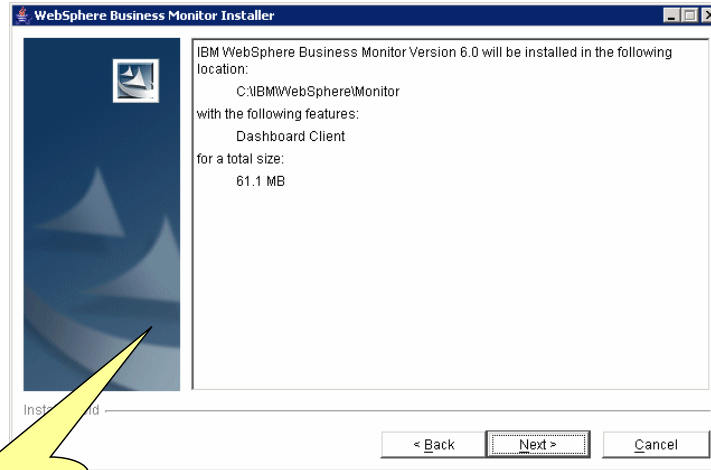 WebSphere Business Monitor Installer
IBM WebSphere Business Monitor Version 6.0 will be installed in the following
location:
C:\IBM\WebSphere\Monitor
with the following features:
Dashboard Client
for a total size:
61.1 MB
< Back
Next >
Cancel